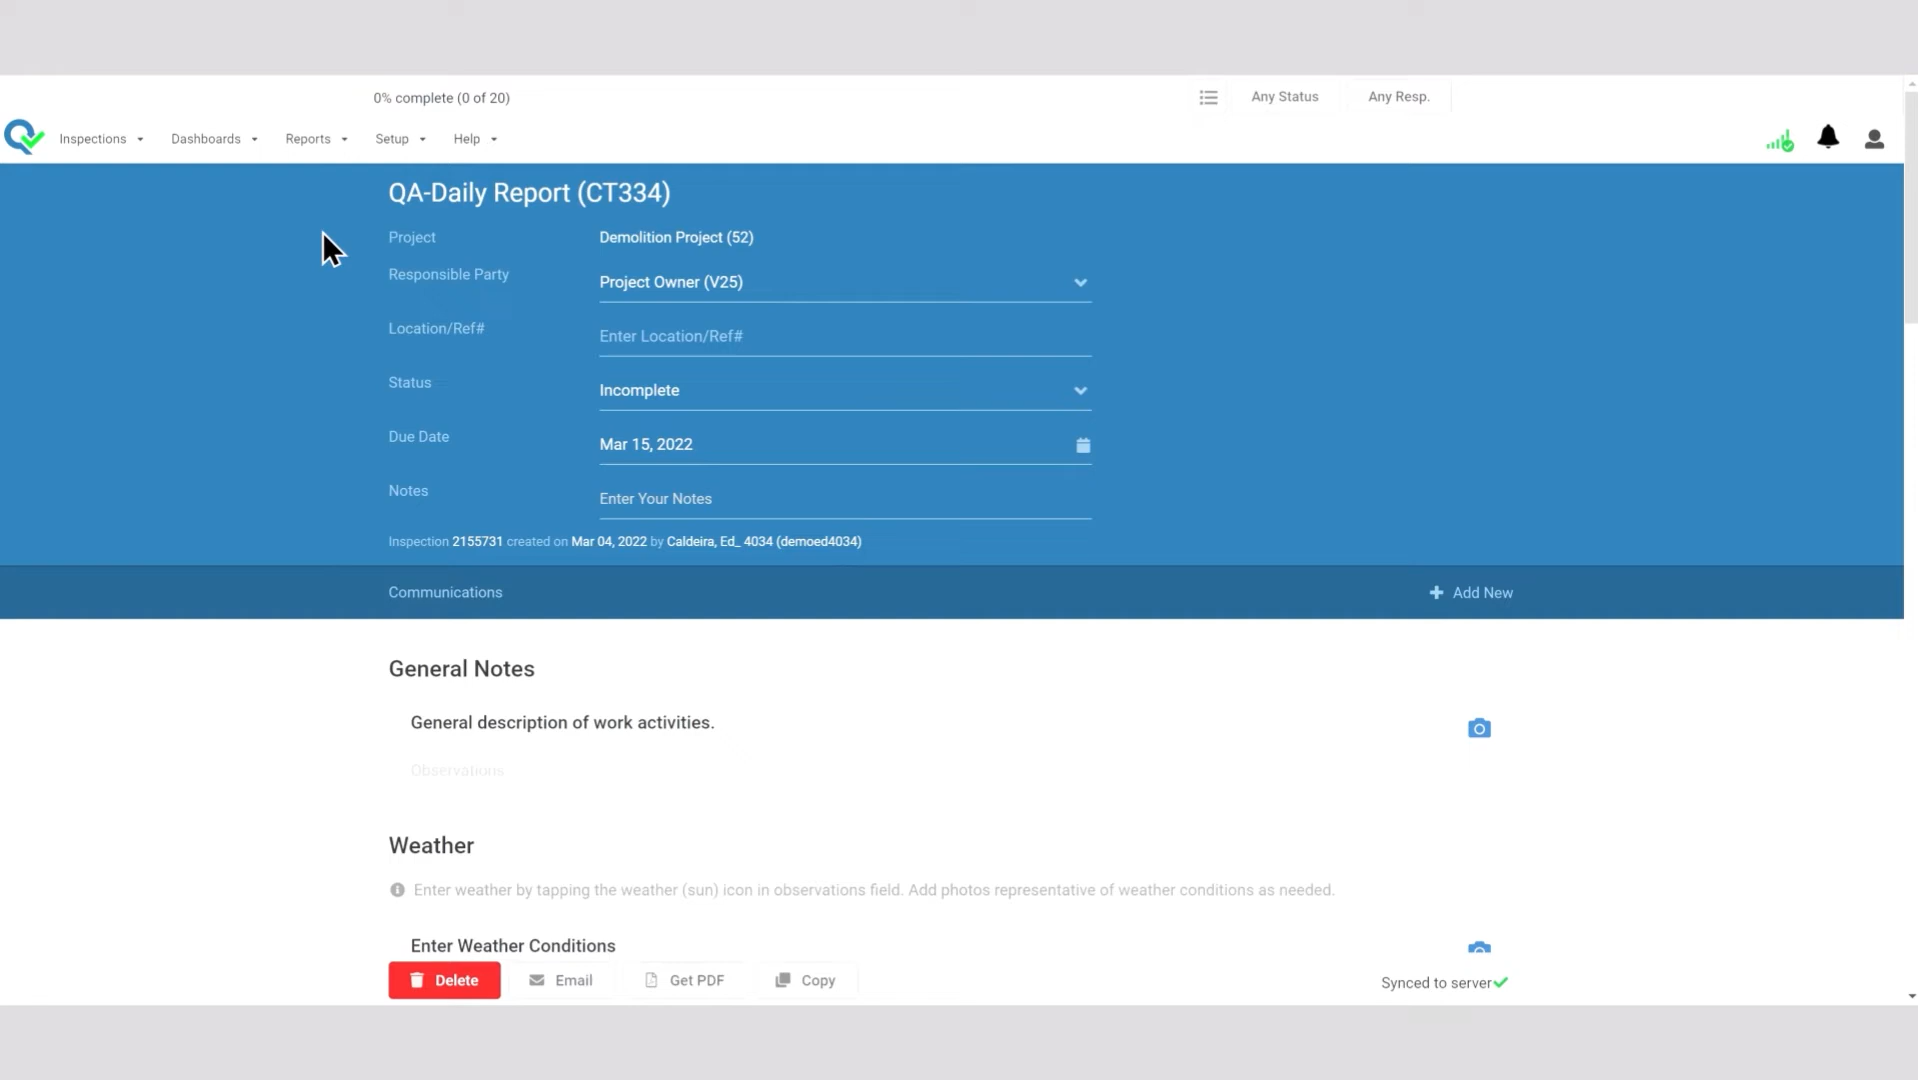 0% complete (0 of 20)
Any Status
Any Resp.
Inspections
Dashboards
Reports
Setup
Help
QA-Daily Report (CT334)
Project
Demolition Project (52)
Responsible Party
Project Owner (V25)
Location/Ref#
Enter Location/Ref#
Status
Incomplete
Due Date
Mar 15, 2022
Notes
Enter Your Notes
Inspection 2155731 created on Mar 04, 2022 by Caldeira, Ed_ 4034 (demoed4034)
Communications
Add New
General Notes
General description of work activities.
Observations
Weather
Enter weather by tapping the weather (sun) icon in observations field. Add photos representative of weather conditions as needed.
Enter Weather Conditions
Delete
Email
Get PDF
Copy
Synced to server